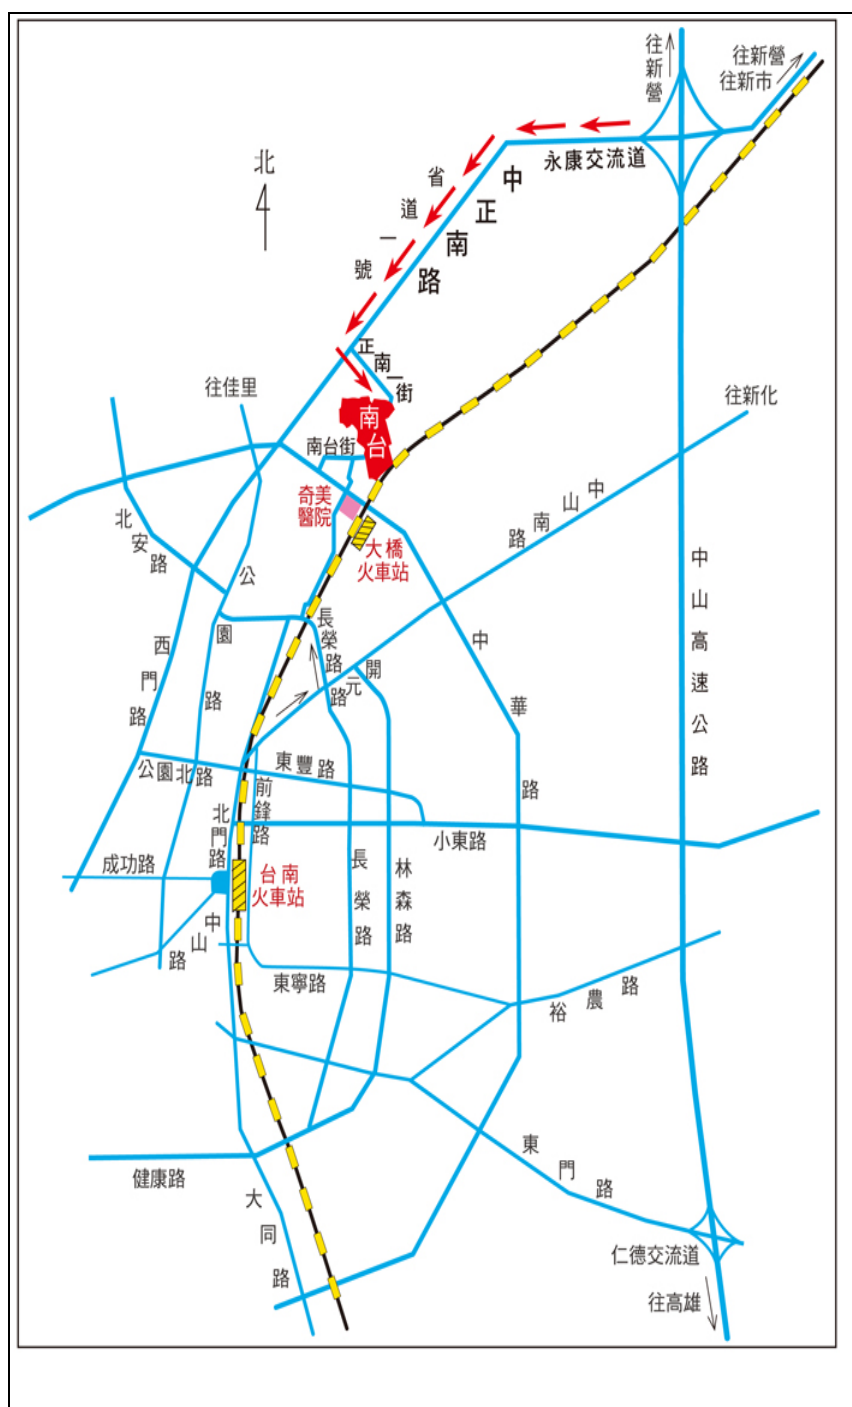 往新營
往新營
往新市
永康交流道
北
省道一號
中正南路
正南一街
往佳里
南台
往新化
南台街
奇美
醫院
大橋
火車站
中山南路
北安路
公園路
長榮路
開元路
中華路
中山高速公路
西門路
公園北路
東豐路
前鋒路
北門路
小東路
成功路
台南
火車站
長榮路
林森路
中山路
東寧路
裕農路
健康路
東門路
大同路
仁德交流道
往高雄